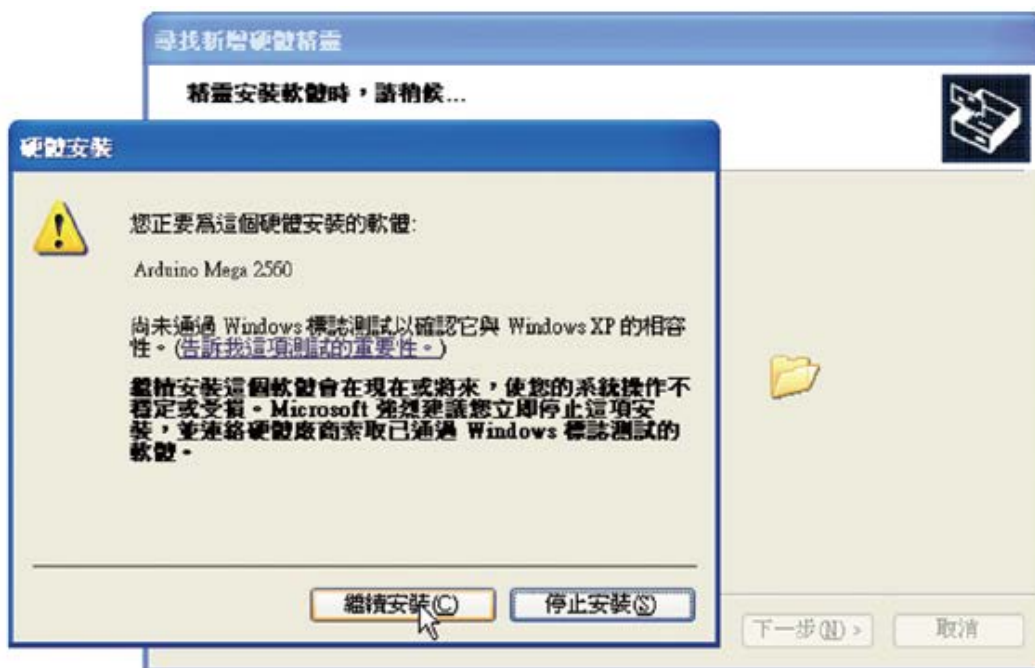 尋找新增硬體精靈
精靈安裝軟體時，請稍候...
硬體安裝
您正要為這個硬體安裝的軟體:
Arduino Mega 2560
尚未通過 Windows 標誌測試以確認它與 Windows XP 的相容
性。(告訴我這項測試的重要性。)
繼續安裝這個軟體會在現在或將來，使您的系統操作不
穩定或受損。Microsoft 強烈建議您立即停止這項安
裝，並連絡硬體廠商索取已通過 Windows 標誌測試的
軟體。
繼續安裝(C)
停止安裝(S)
下一步(N) >
取消